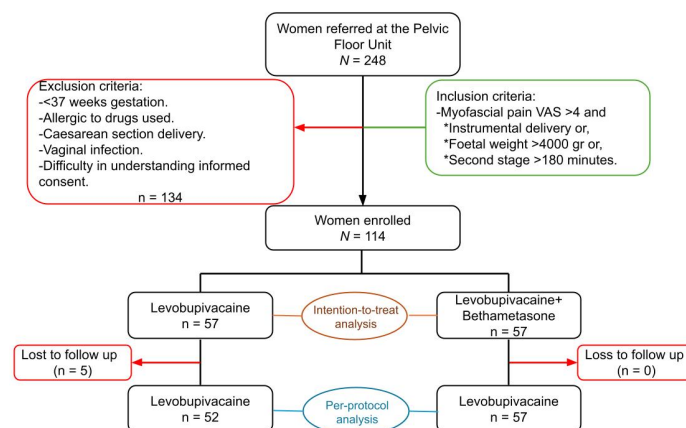 Women referred at the Pelvic
Floor Unit
N = 248
Exclusion criteria:
-<37 weeks gestation.
-Allergic to drugs used.
-Caesarean section delivery.
-Vaginal infection.
-Difficulty in understanding informed
consent.
n = 134
Inclusion criteria:
-Myofascial pain VAS >4 and
*Instrumental delivery or,
*Foetal weight >4000 gr or,
*Second stage >180 minutes.
Women enrolled
N = 114
Levobupivacaine
n = 57
Intention-to-treat
analysis
Levobupivacaine+
Bethametasone
n = 57
Lost to follow up
(n = 5)
Loss to follow up
(n = 0)
Levobupivacaine
n = 52
Per-protocol
analysis
Levobupivacaine
n = 57